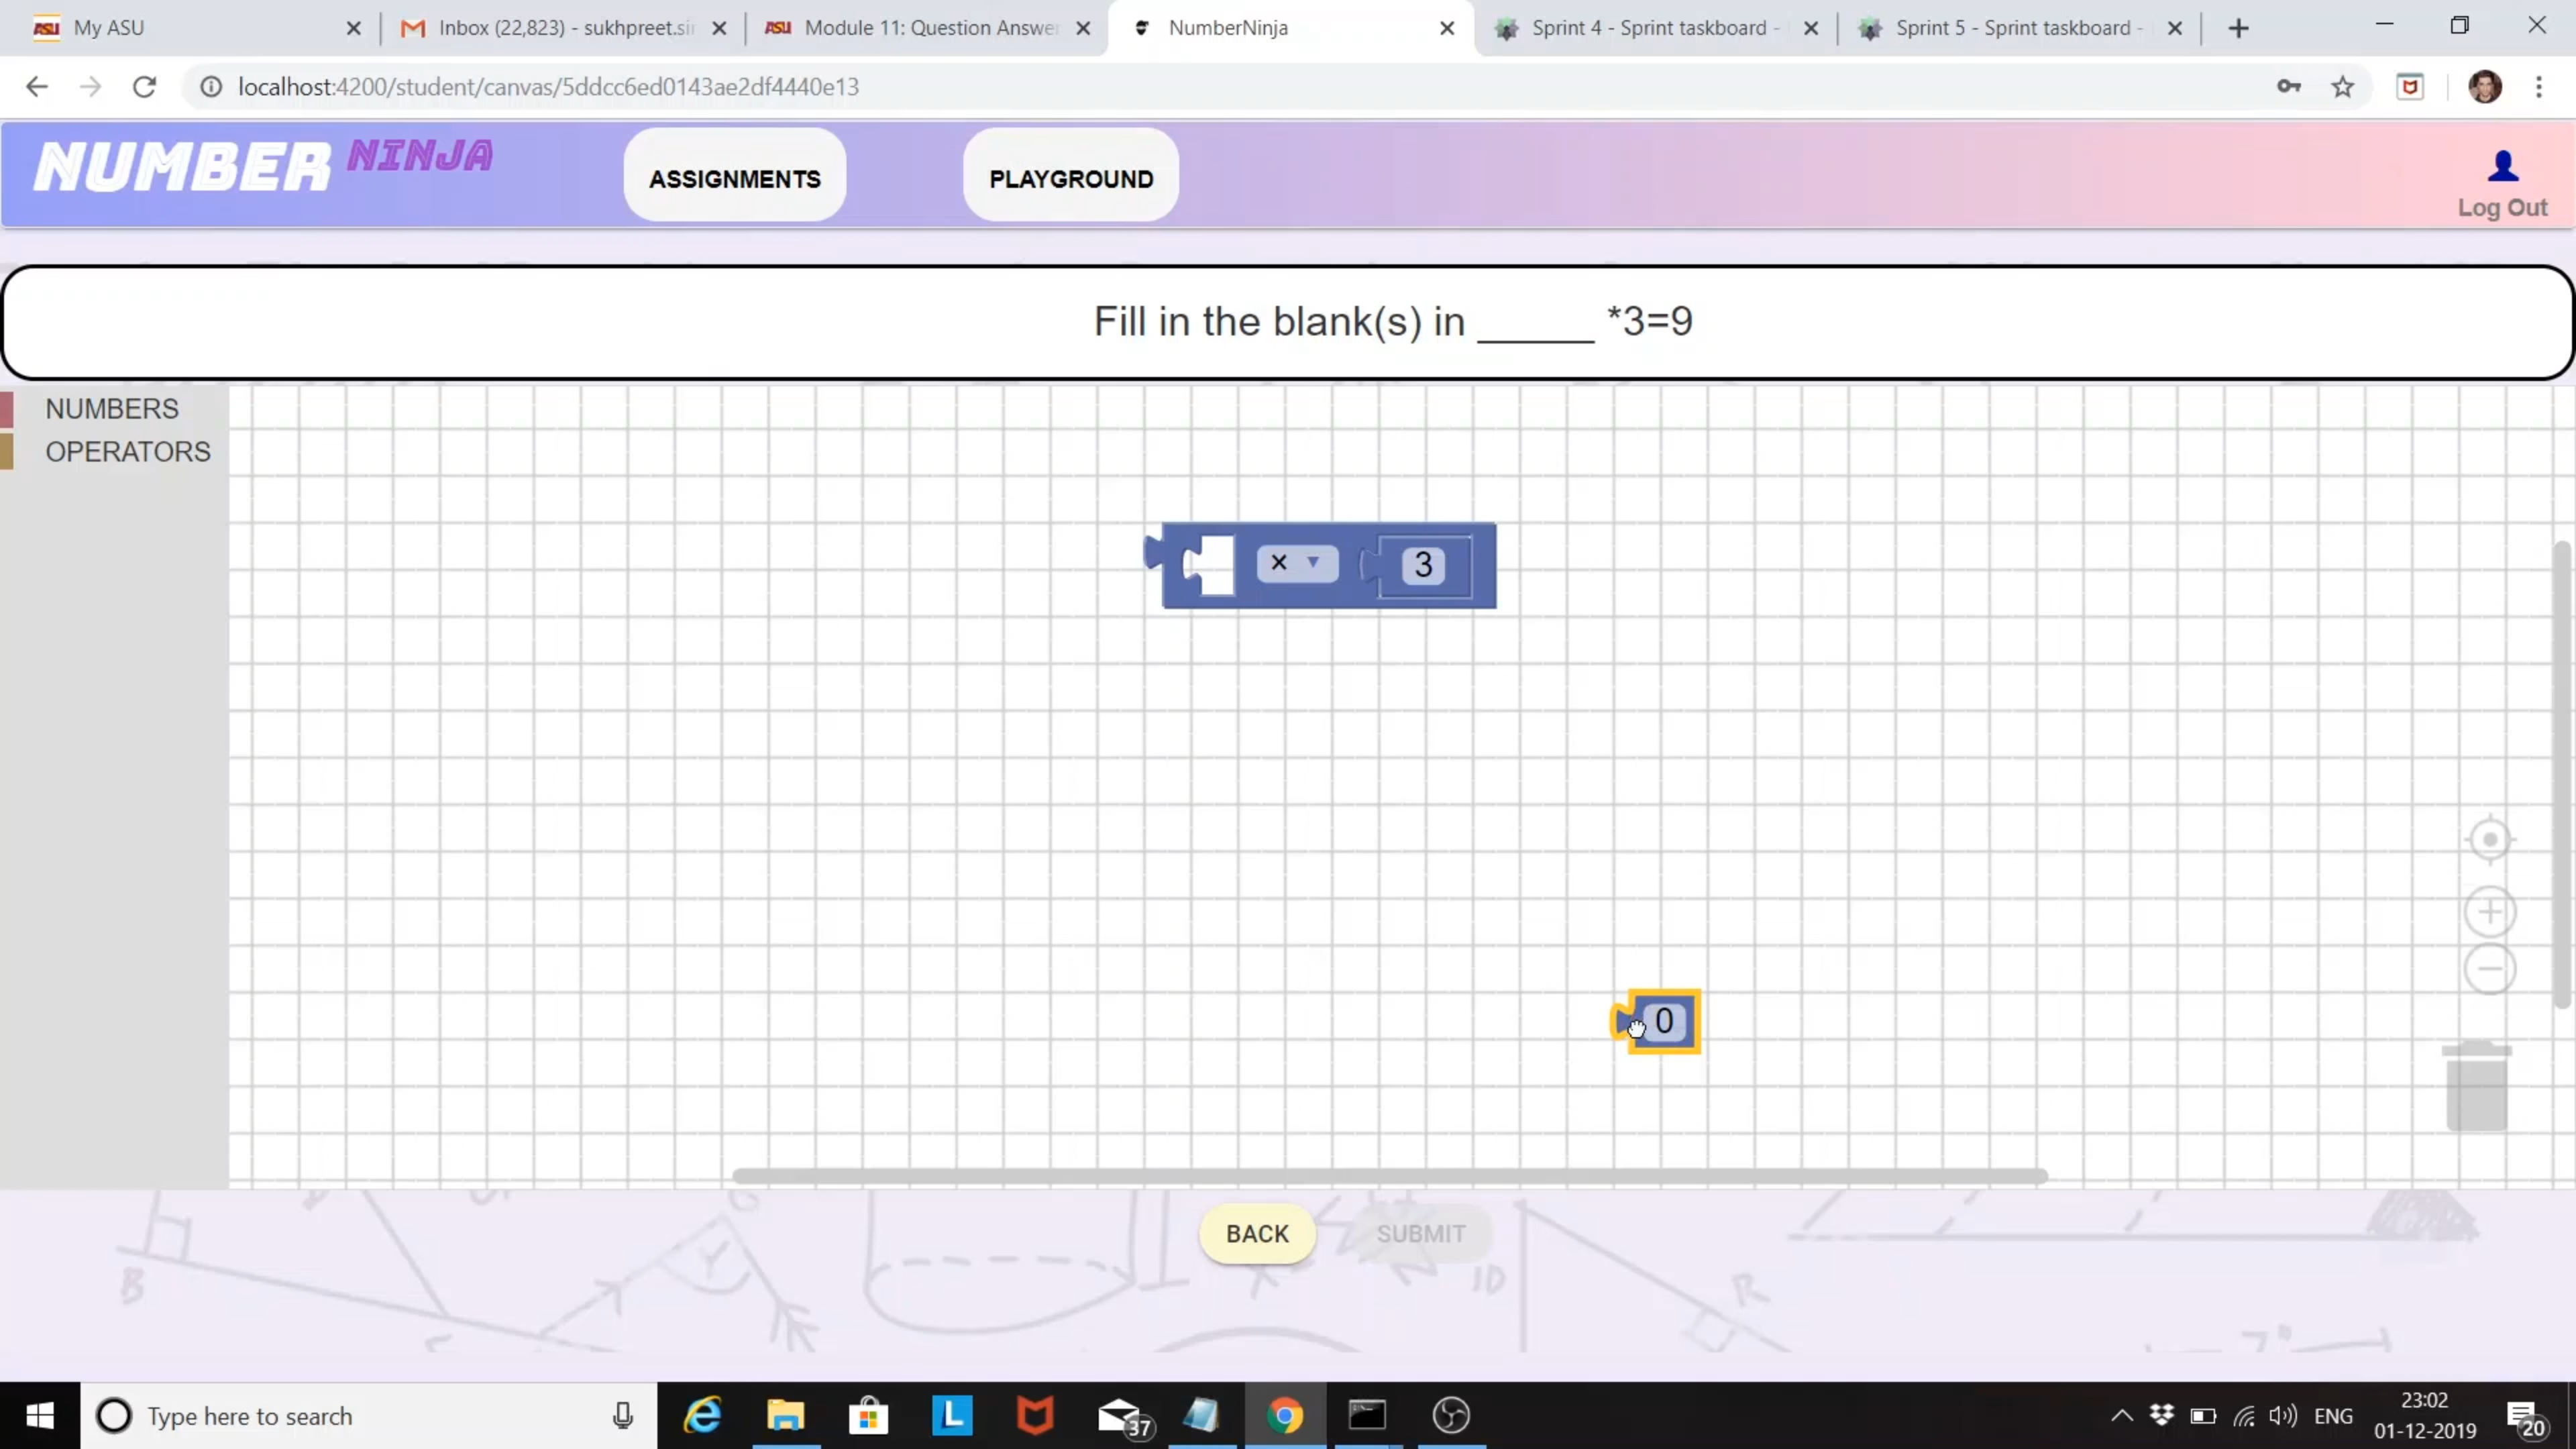 My ASU
Inbox (22,823) - sukhpreet.sin
Module 11: Question Answer
NumberNinja
Sprint 4 - Sprint taskboard -
Sprint 5 - Sprint taskboard -
localhost:4200/student/canvas/5ddcc6ed0143ae2df4440e13
NUMBER NINJA
ASSIGNMENTS
PLAYGROUND
Log Out
Fill in the blank(s) in ______ *3=9
NUMBERS
OPERATORS
× ▼ 3
0
G
Y
B
R
BACK
SUBMIT
Type here to search
37
ENG
23:02
01-12-2019
20